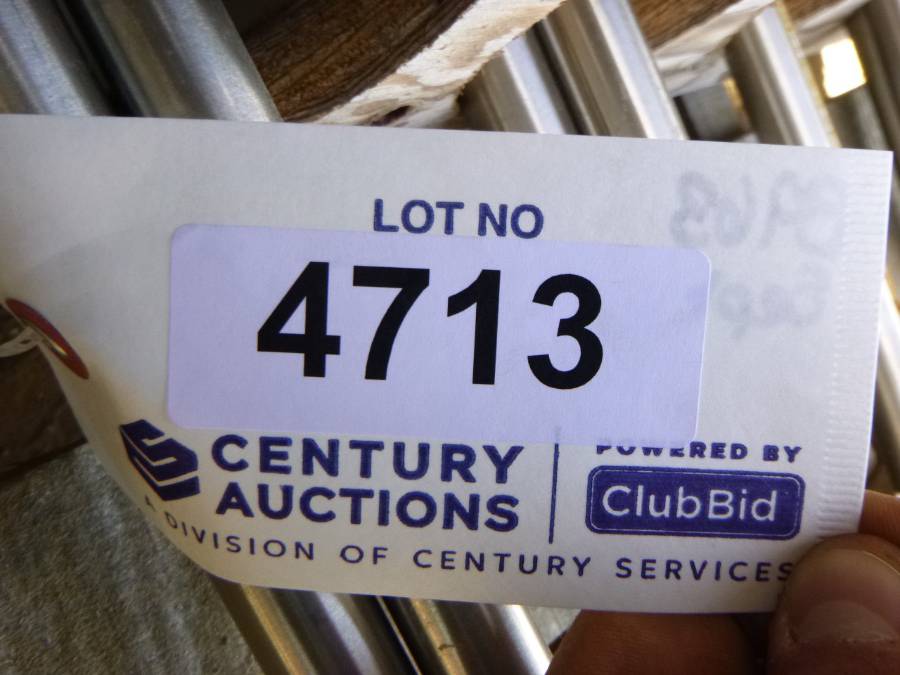 LOT NO
4713
CENTURY
AUCTIONS
POWERED BY
ClubBid
A DIVISION OF CENTURY SERVICES